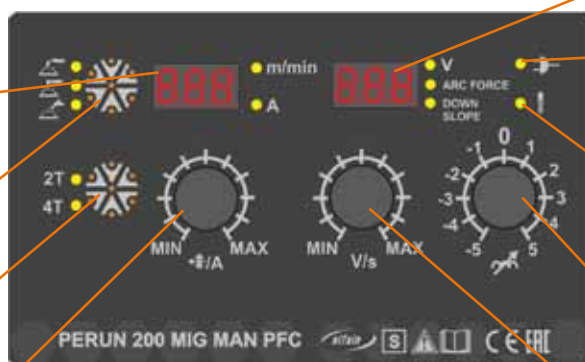 888
m/min
A
888
V
ARC FORCE
DOWN
SLOPE
2T
4T
MIN
MAX
/A
MIN
MAX
V/s
0
-1
1
-2
2
-3
3
-4
4
-5
5
PERUN 200 MIG MAN PFC
alfain
S
CE
EAC